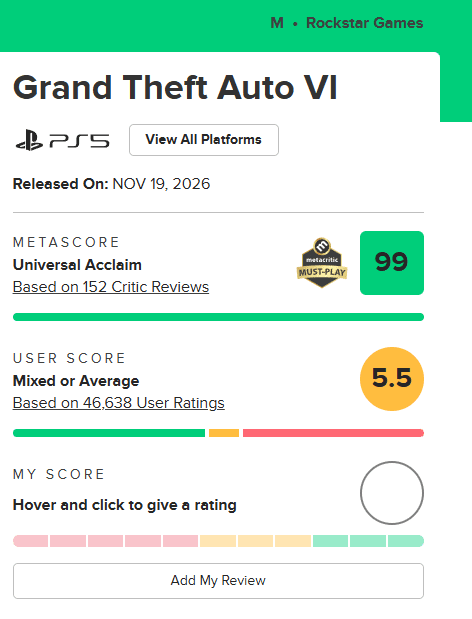 M • Rockstar Games
Grand Theft Auto VI
PS5 View All Platforms
Released On: NOV 19, 2026
METASCORE
Universal Acclaim
Based on 152 Critic Reviews
m metacritic MUST-PLAY
99
USER SCORE
Mixed or Average
Based on 46,638 User Ratings
5.5
MY SCORE
Hover and click to give a rating
Add My Review